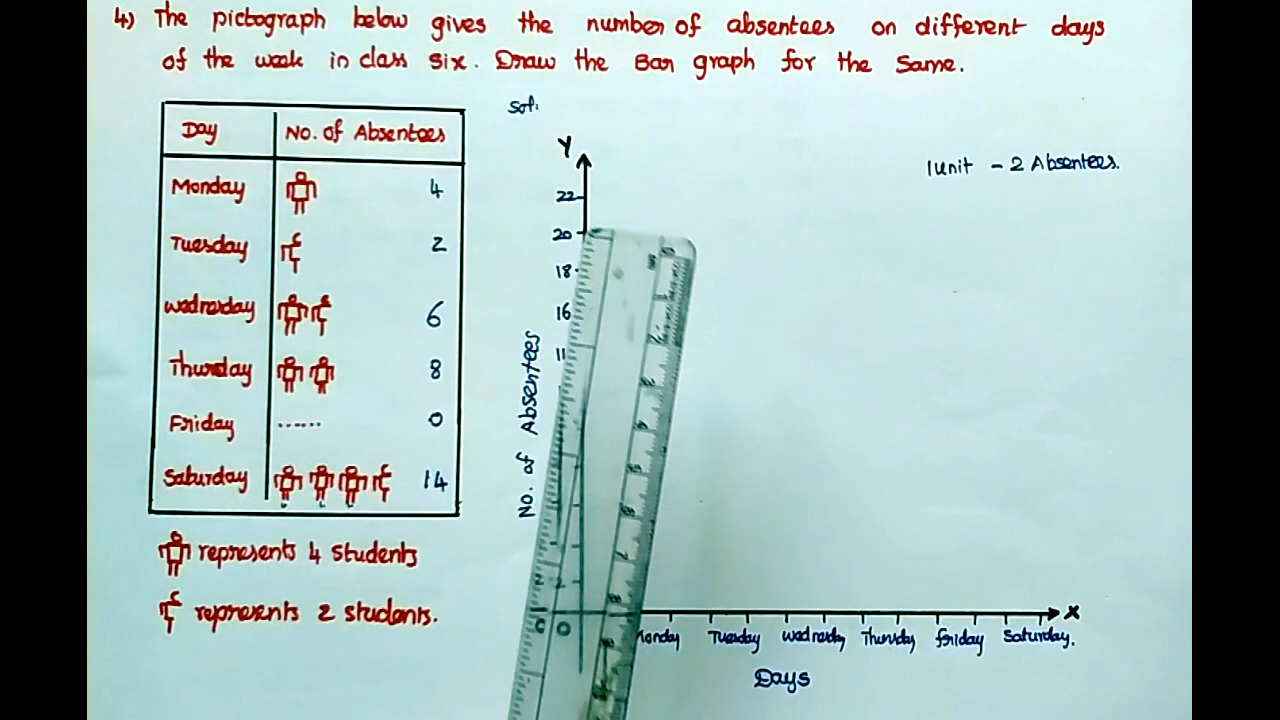 4) The pictograph below gives the number of absentees on different days
of the week in class six. Draw the Bar graph for the Same.
Day No. of Absentees
Monday 4
Tuesday 2
Wednesday 6
Thursday 8
Friday ...... 0
Saturday 14
represents 4 students
represents 2 students.
Sol:
Y
1unit - 2 Absentees.
22
20
18
16
No. of Absentees
2
0
Monday Tuesday Wednesday Thursday Friday Saturday.
X
Days